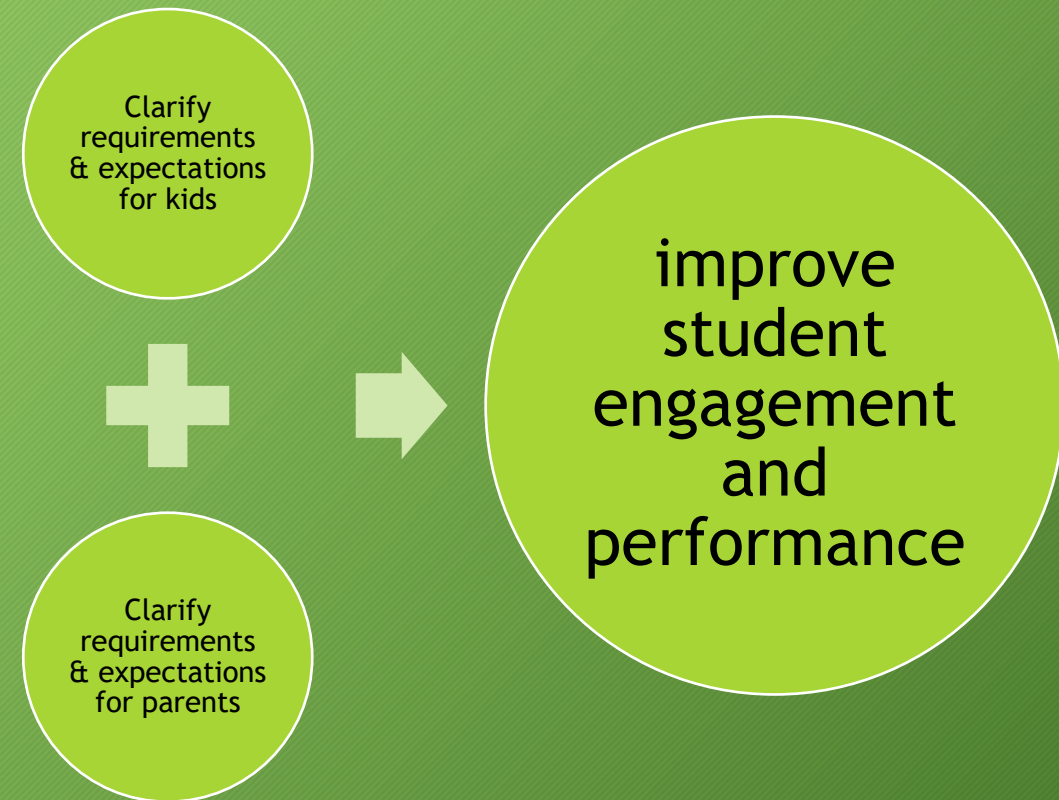 Clarify
requirements
& expectations
for kids
Clarify
requirements
& expectations
for parents
improve
student
engagement
and
performance